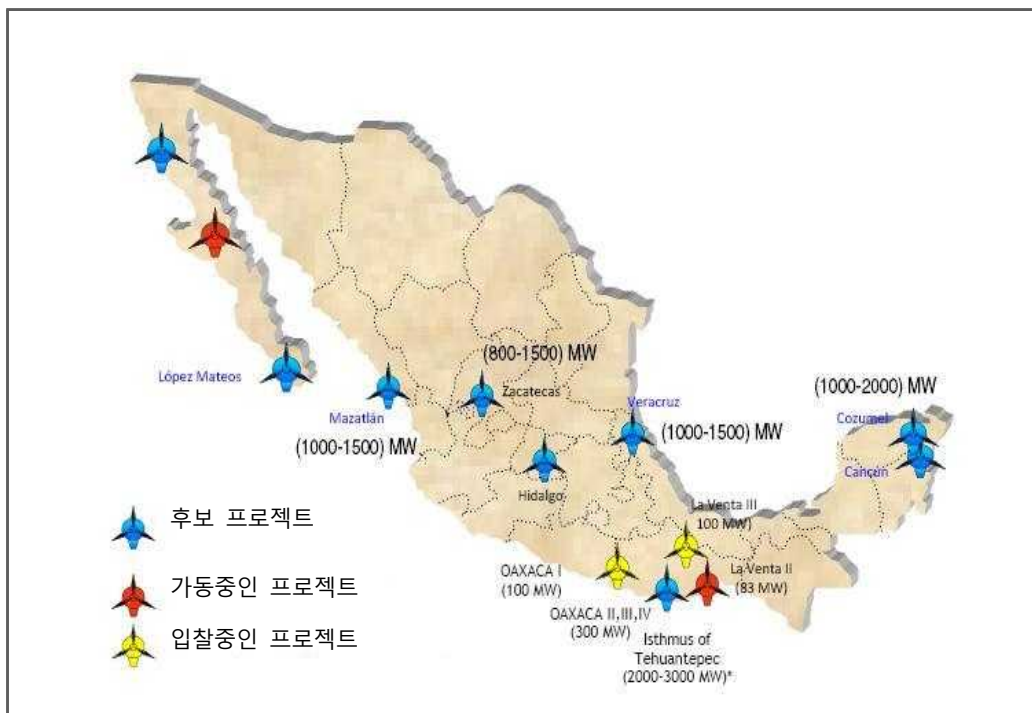 (800-1500) MW
Zacatecas
López Mateos
Mazatlán
(1000-1500) MW
Veracruz
(1000-1500) MW
(1000-2000) MW
Cozumel
Cancún
Hidalgo
La Venta III
100 MW)
OAXACA I
(100 MW)
La Venta II
(83 MW)
OAXACA II,III,IV
(300 MW)
Isthmus of
Tehuantepec
(2000-3000 MW)*
후보 프로젝트
가동중인 프로젝트
입찰중인 프로젝트